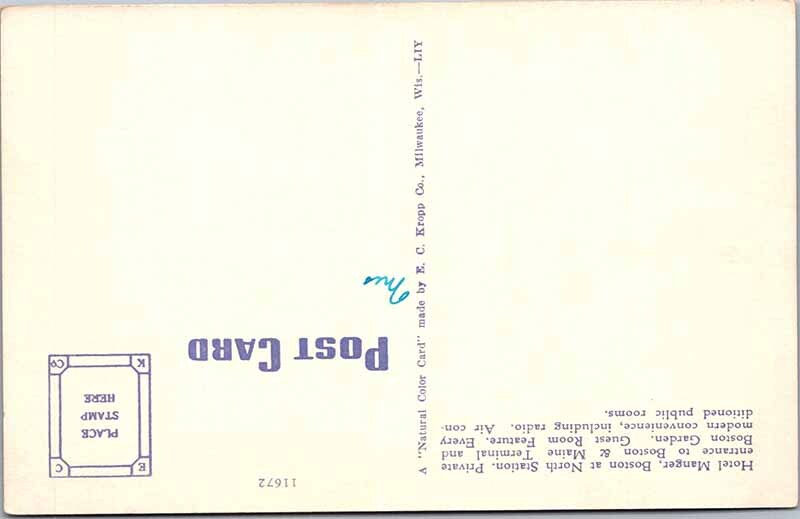 Hotel Manger, Boston, at North Station. Private
entrance to Boston & Maine Terminal and
Boston Garden. Guest Room Feature. Every
modern convenience, including radio. Air con-
ditioned public rooms.
A "Natural Color Card" made by E. C. Kropp Co., Milwaukee, Wis.—LIY
11672
POST CARD
E C
PLACE
STAMP
HERE
K Co